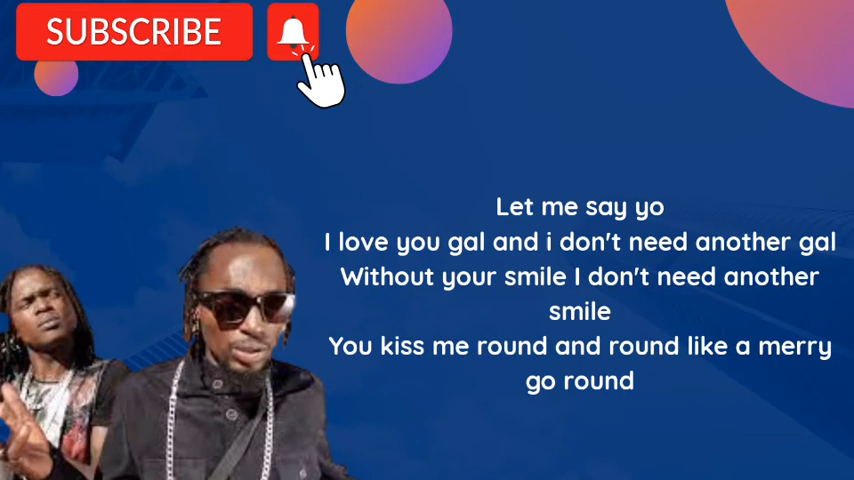 SUBSCRIBE
Let me say yo
I love you gal and i don't need another gal
Without your smile I don't need another
smile
You kiss me round and round like a merry
go round